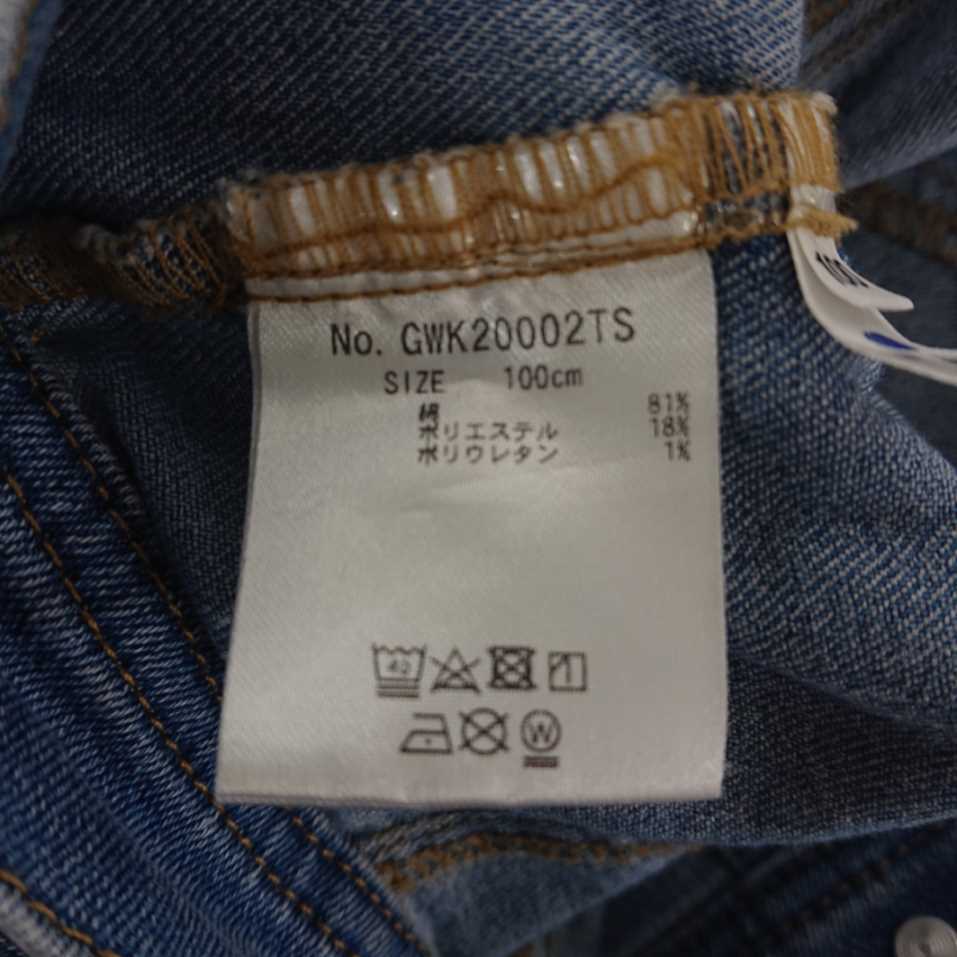 No. GWK20002TS
SIZE 100cm
綿 81%
ポリエステル 18%
ポリウレタン 1%
40
W